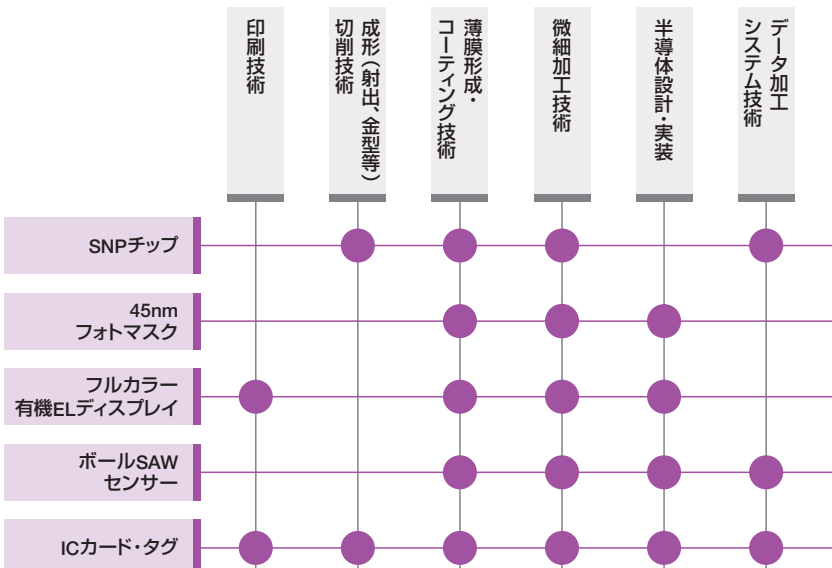 印刷技術
成形（射出、金型等）
切削技術
薄膜形成・
コーティング技術
微細加工技術
半導体設計・実装
データ加工
システム技術
SNPチップ
45nm
フォトマスク
フルカラー
有機ELディスプレイ
ボールSAW
センサー
ICカード・タグ